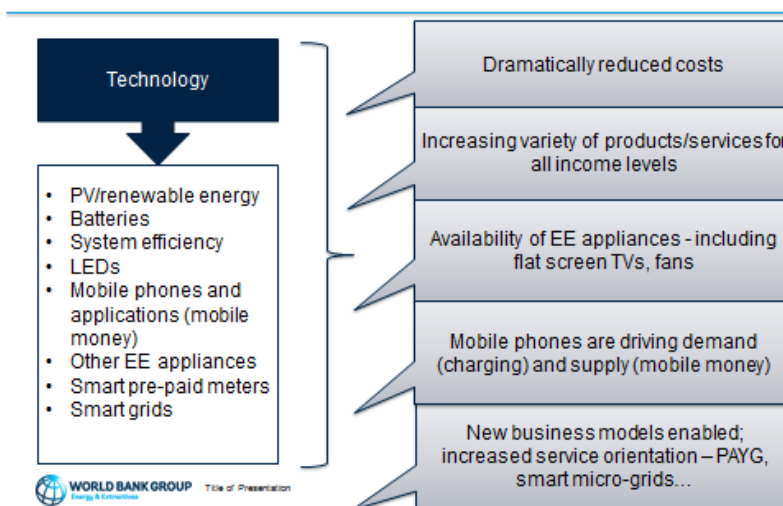 Technology
• PV/renewable energy
• Batteries
• System efficiency
• LEDs
• Mobile phones and
applications (mobile
money)
• Other EE appliances
• Smart pre-paid meters
• Smart grids
Dramatically reduced costs
Increasing variety of products/services for
all income levels
Availability of EE appliances - including
flat screen TVs, fans
Mobile phones are driving demand
(charging) and supply (mobile money)
New business models enabled;
increased service orientation – PAYG,
smart micro-grids...
WORLD BANK GROUP
Energy & Extractives
Title of Presentation